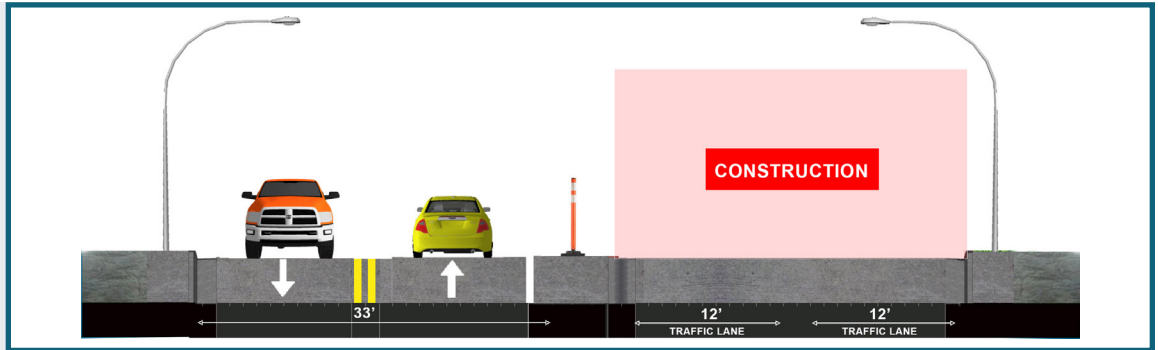 CONSTRUCTION
33'
12'
TRAFFIC LANE
12'
TRAFFIC LANE